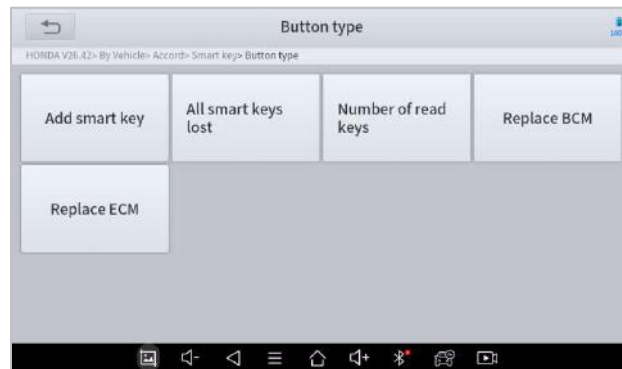 Button type
HONDA V26.42> By Vehicle> Accord> Smart key> Button type
Add smart key
All smart keys
lost
Number of read
keys
Replace BCM
Replace ECM